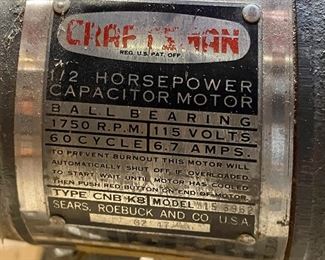 CRAFTSMAN
REG. U.S. PAT. OFF.
1/2 HORSEPOWER
CAPACITOR MOTOR
BALL BEARING
1750 R.P.M. 115 VOLTS
60 CYCLE 6.7 AMPS.
TO PREVENT BURNOUT THIS MOTOR WILL
AUTOMATICALLY SHUT OFF IF OVERLOADED.
TO START WAIT UNTIL MOTOR HAS COOLED
THEN PUSH RED BUTTON ON END OF MOTOR.
TYPE CNB K8 MODEL
SEARS, ROEBUCK AND CO. U.S.A.